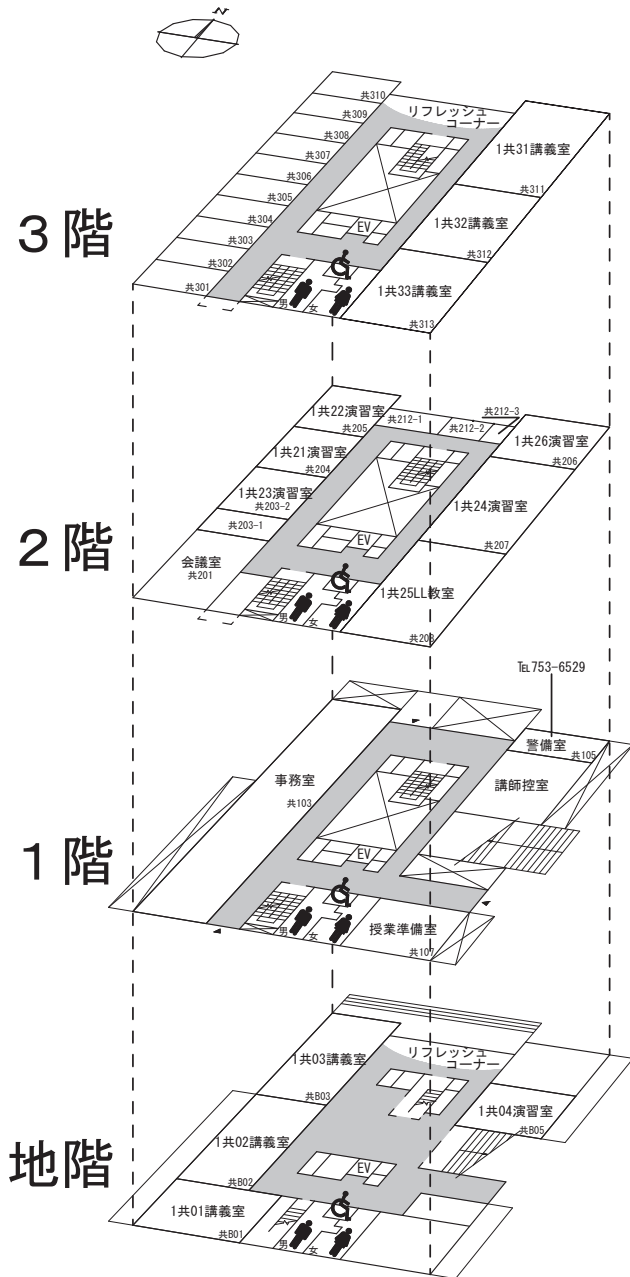 N
共310
リフレッシュ
コーナー
共309
共308
1共31講義室
共307
共306
共311
共305
共304
1共32講義室
EV
共303
共312
3階
共302
1共33講義室
共301
男
女
共313
1共22演習室
共212-1
共212-3
共205
共212-2
1共26演習室
1共21演習室
共206
共204
1共23演習室
1共24演習室
共203-2
共203-1
EV
共207
2階
会議室
共201
1共25LL教室
男
女
共208
℡753-6529
警備室
共105
事務室
講師控室
共103
EV
1階
授業準備室
男
女
共107
リフレッシュ
コーナー
1共03講義室
共B03
1共04演習室
共B05
1共02講義室
EV
地階
共B02
1共01講義室
共B01
男
女